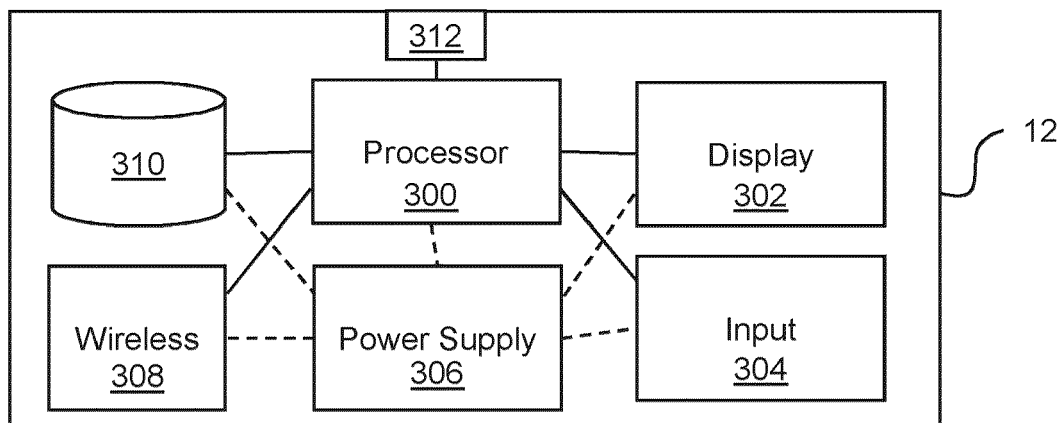 312
310
Processor
300
Display
302
12
Wireless
308
Power Supply
306
Input
304